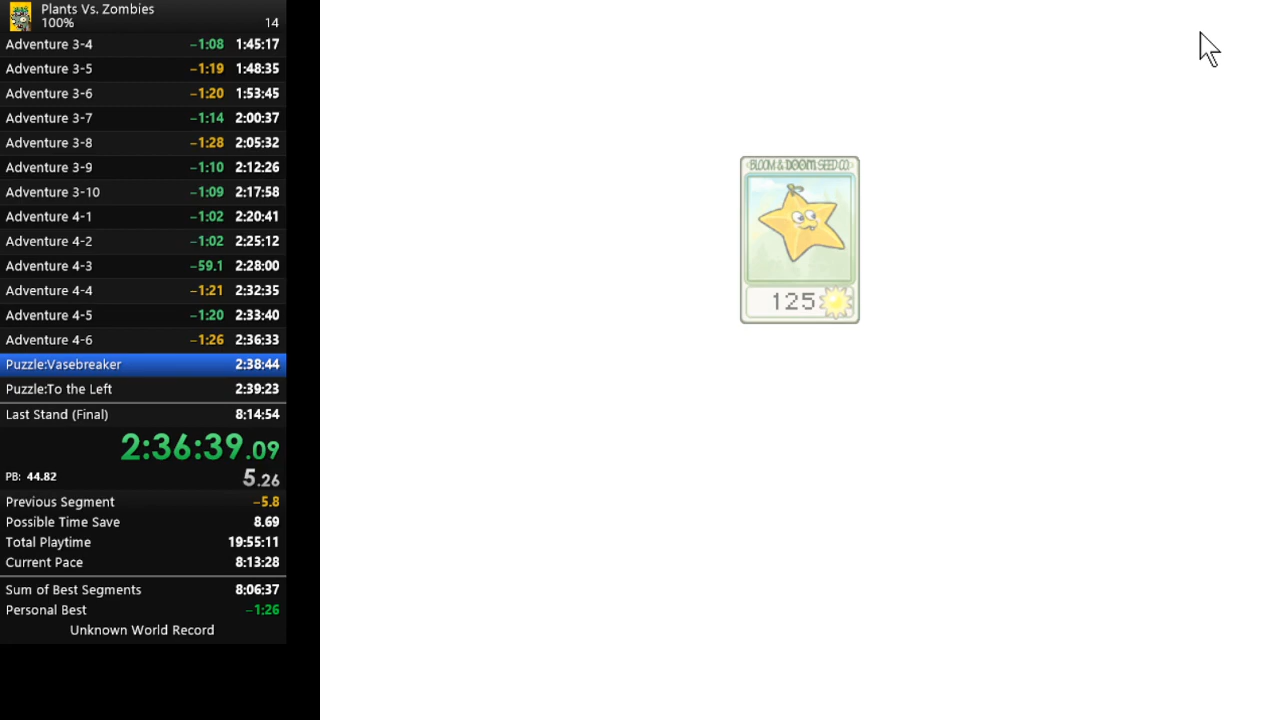 Plants Vs. Zombies
100% 14
Adventure 3-4 −1:08 1:45:17
Adventure 3-5 −1:19 1:48:35
Adventure 3-6 −1:20 1:53:45
Adventure 3-7 −1:14 2:00:37
Adventure 3-8 −1:28 2:05:32
Adventure 3-9 −1:10 2:12:26
Adventure 3-10 −1:09 2:17:58
Adventure 4-1 −1:02 2:20:41
Adventure 4-2 −1:02 2:25:12
Adventure 4-3 −59.1 2:28:00
Adventure 4-4 −1:21 2:32:35
Adventure 4-5 −1:20 2:33:40
Adventure 4-6 −1:26 2:36:33
Puzzle:Vasebreaker 2:38:44
Puzzle:To the Left 2:39:23
Last Stand (Final) 8:14:54
2:36:39.09
PB: 44.82 5.26
Previous Segment −5.8
Possible Time Save 8.69
Total Playtime 19:55:11
Current Pace 8:13:28
Sum of Best Segments 8:06:37
Personal Best −1:26
Unknown World Record
BLOOM & DOOM SEED CO.
125